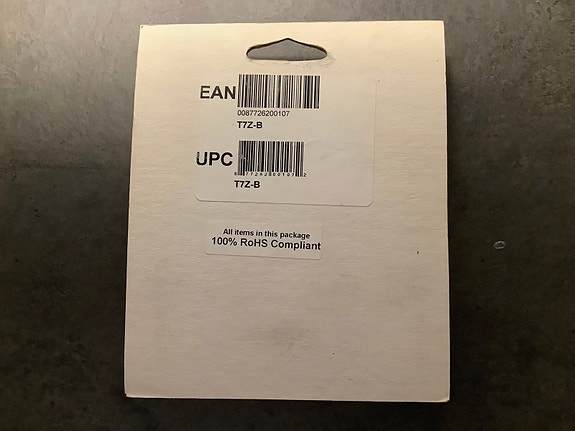 EAN
0087726200107
T7Z-B
UPC
T7Z-B
All items in this package
100% RoHS Compliant